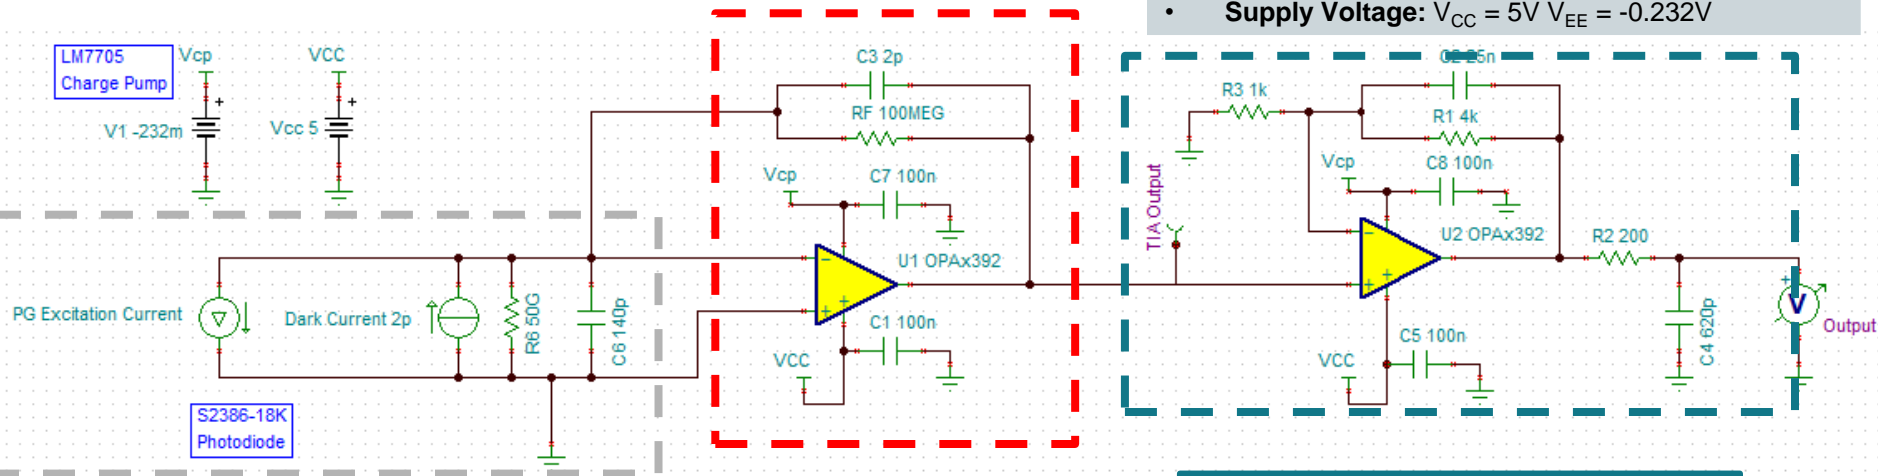 • Supply Voltage: VCC = 5V VEE = -0.232V
LM7705
Charge Pump
Vcp
VCC
V1 -232m
Vcc 5
C3 2p
RF 100MEG
Vcp
C7 100n
U1 OPAx392
C1 100n
VCC
PG Excitation Current
Dark Current 2p
R6 50G
C6 140p
S2386-18K
Photodiode
TIA Output
R3 1k
C2 25n
R1 4k
Vcp
C8 100n
U2 OPAx392
R2 200
C5 100n
VCC
C4 620p
V
Output